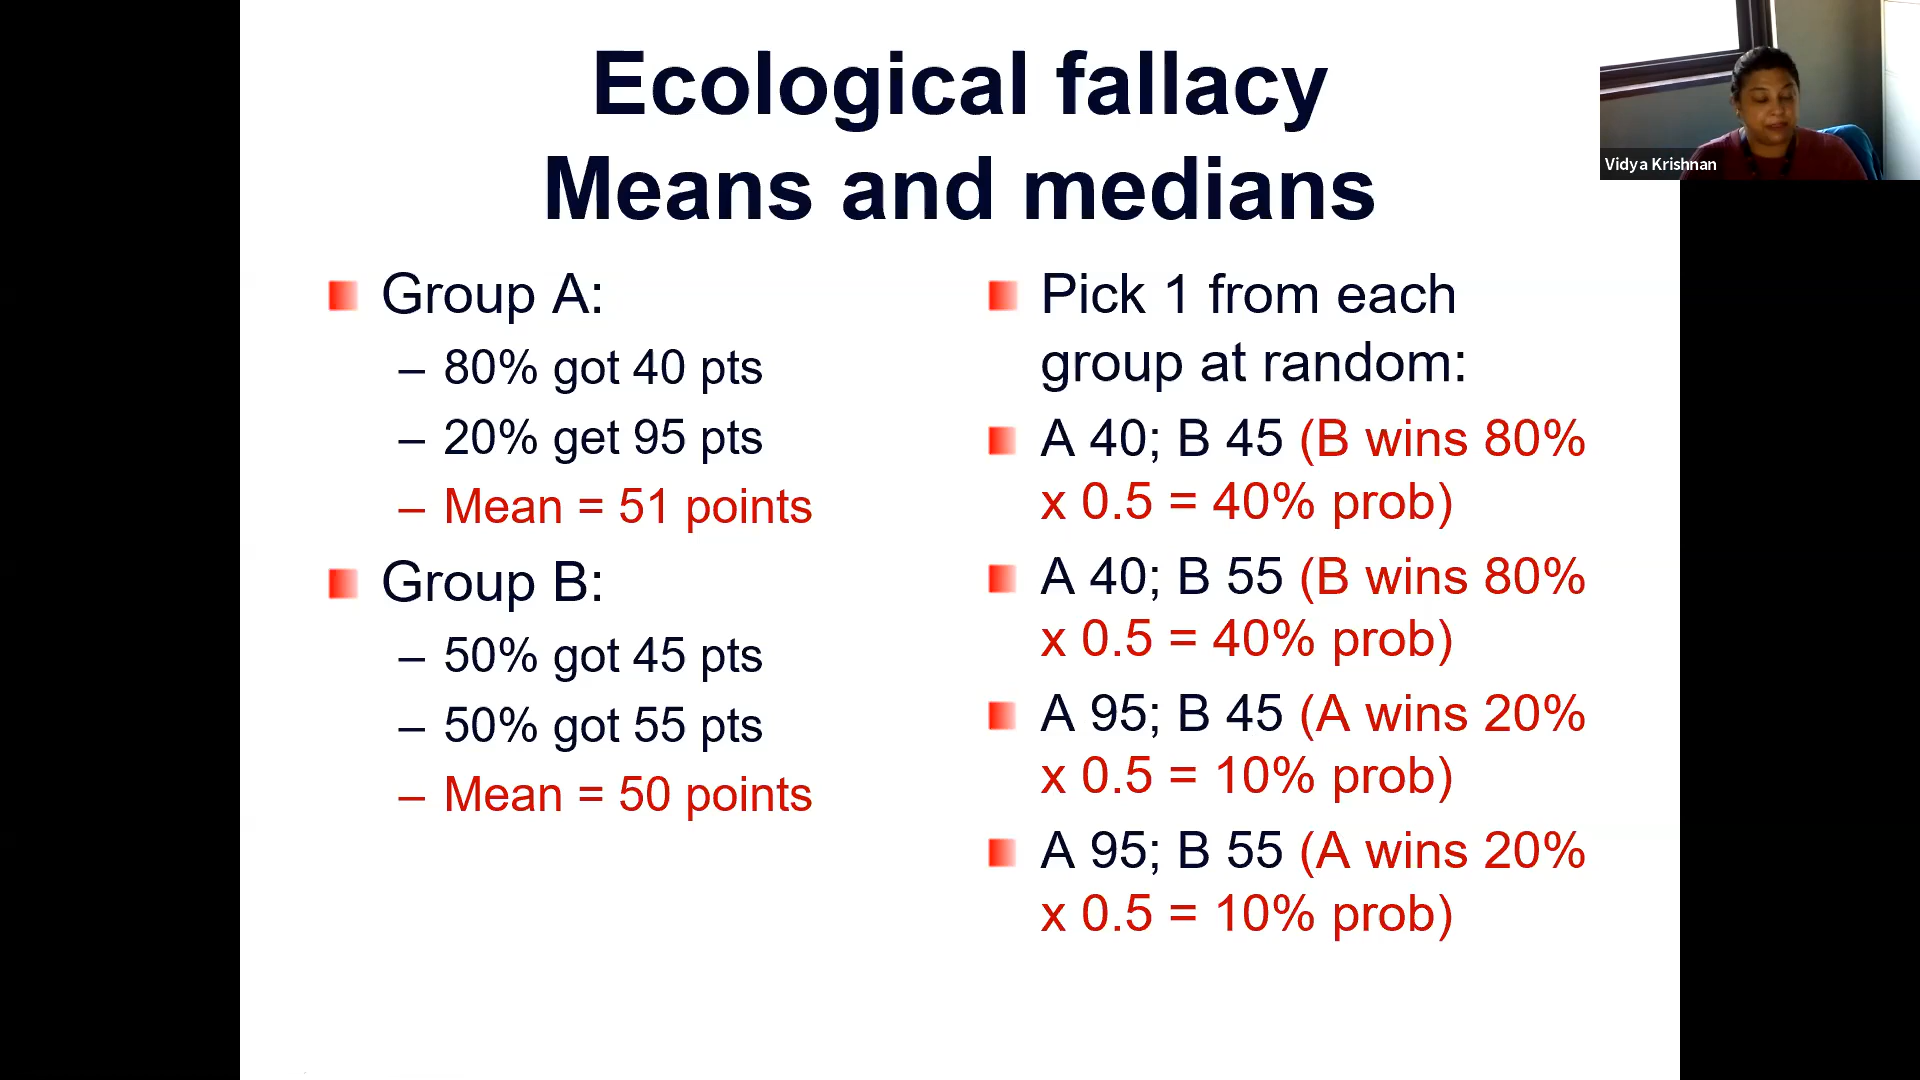 Ecological fallacy
Means and medians
Group A:
– 80% got 40 pts
– 20% get 95 pts
– Mean = 51 points
Group B:
– 50% got 45 pts
– 50% got 55 pts
– Mean = 50 points
Pick 1 from each
group at random:
A 40; B 45 (B wins 80%
x 0.5 = 40% prob)
A 40; B 55 (B wins 80%
x 0.5 = 40% prob)
A 95; B 45 (A wins 20%
x 0.5 = 10% prob)
A 95; B 55 (A wins 20%
x 0.5 = 10% prob)
Vidya Krishnan